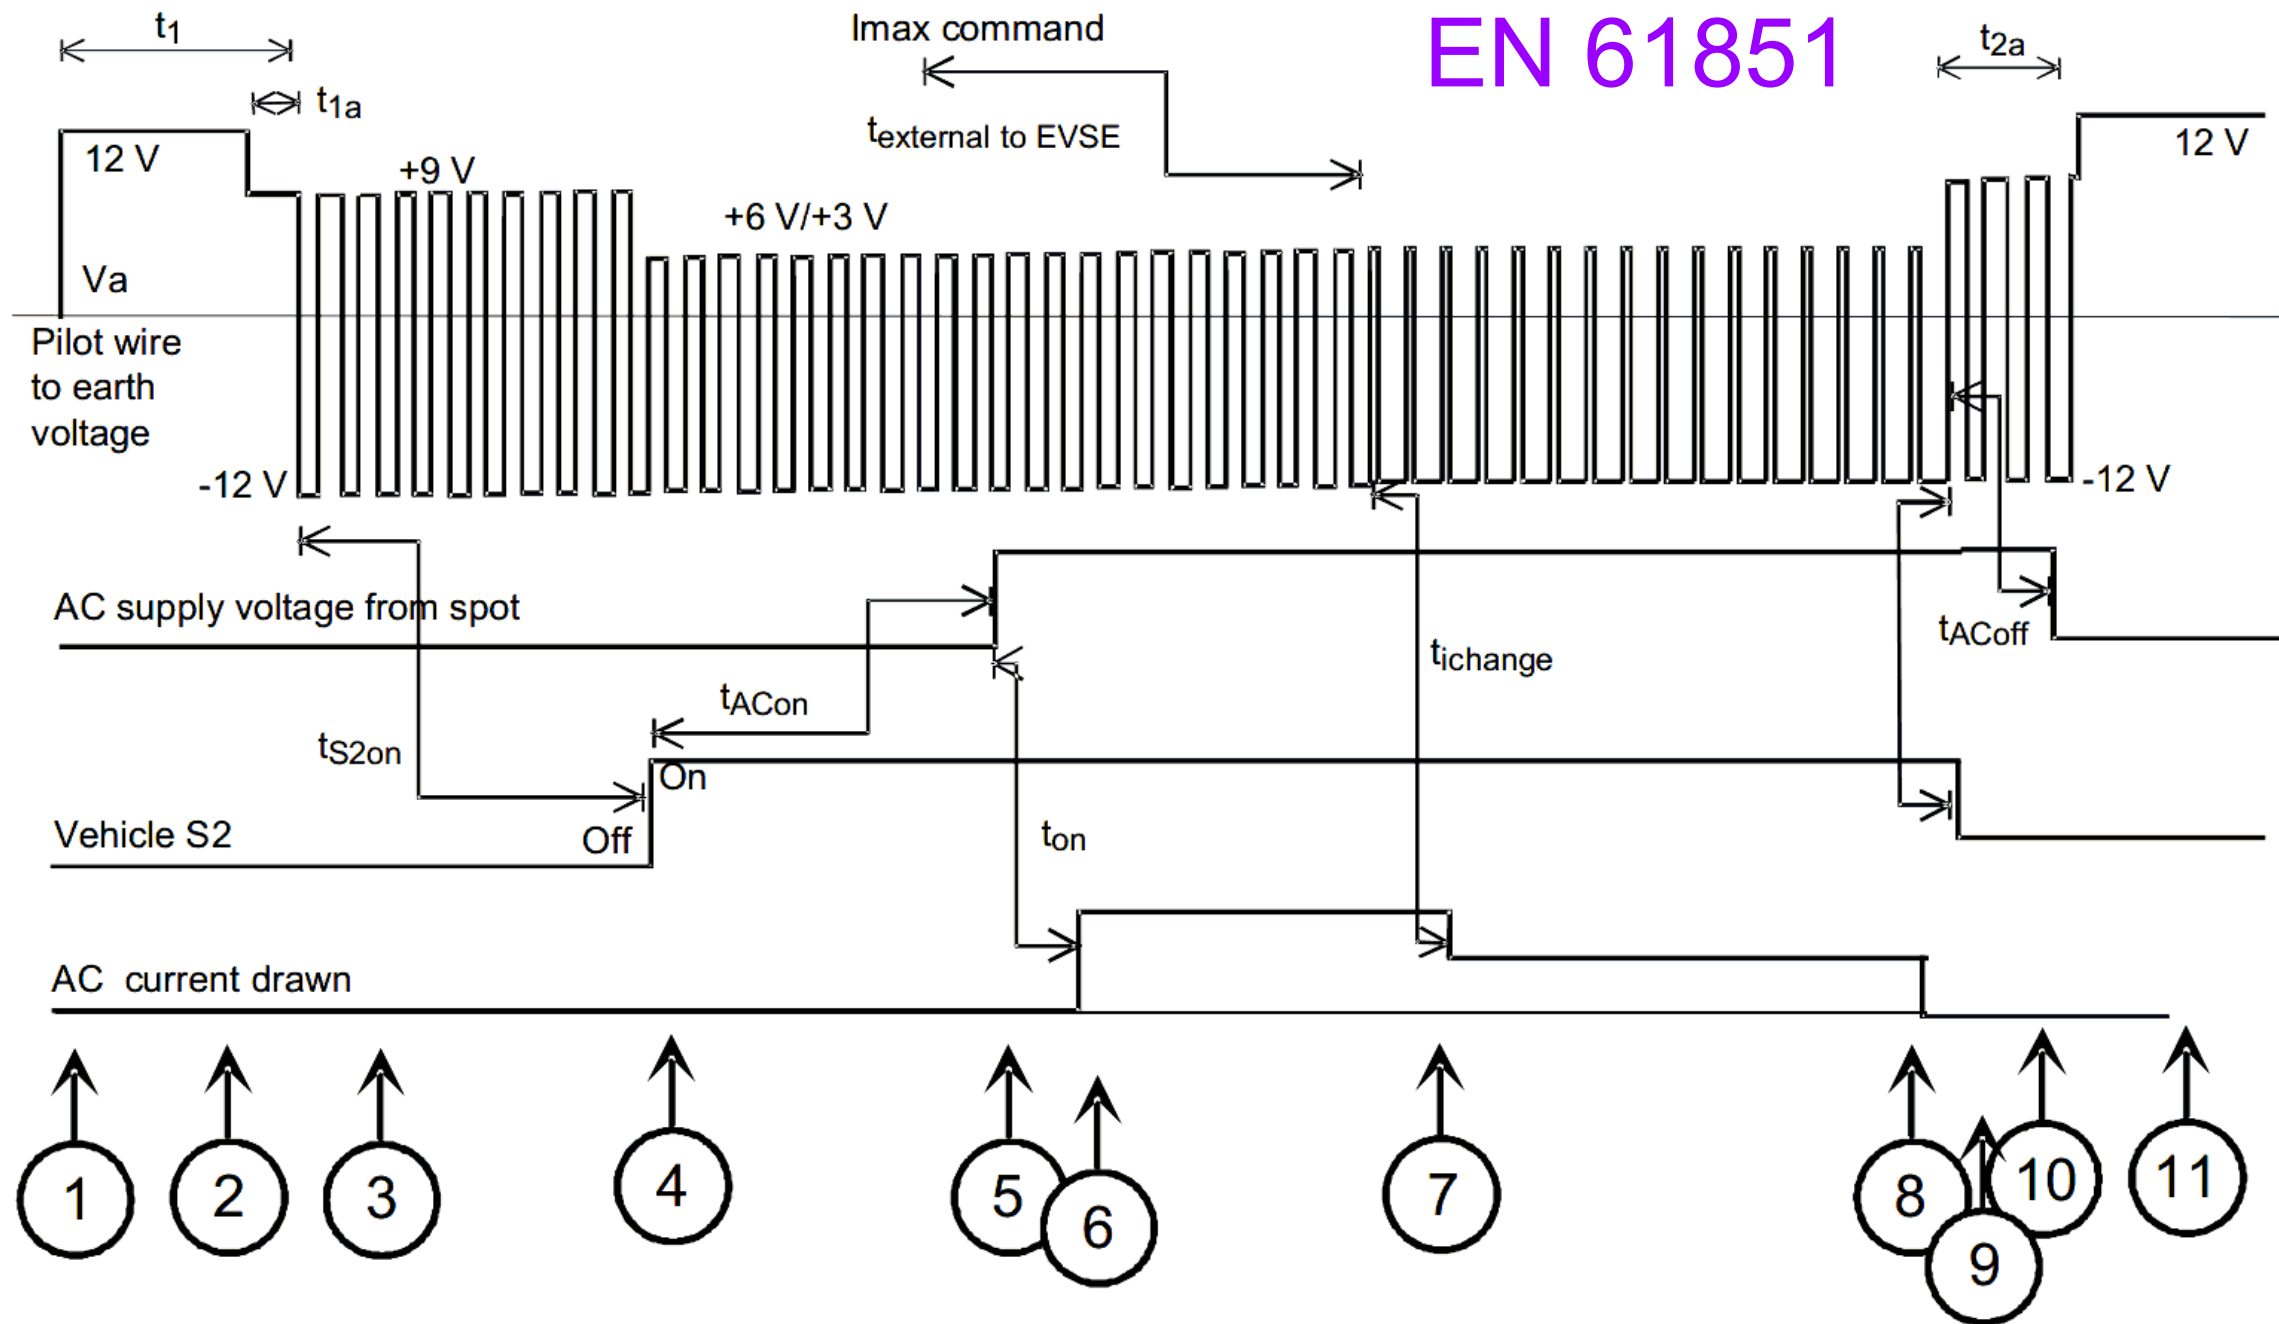 t1
Imax command
EN 61851
t2a
t1a
texternal to EVSE
12 V
+9 V
12 V
+6 V/+3 V
Va
Pilot wire
to earth
voltage
-12 V
-12 V
AC supply voltage from spot
tACoff
tichange
tACon
tS2on
On
Vehicle S2
Off
ton
AC current drawn
1
2
3
4
5
6
7
8
9
10
11